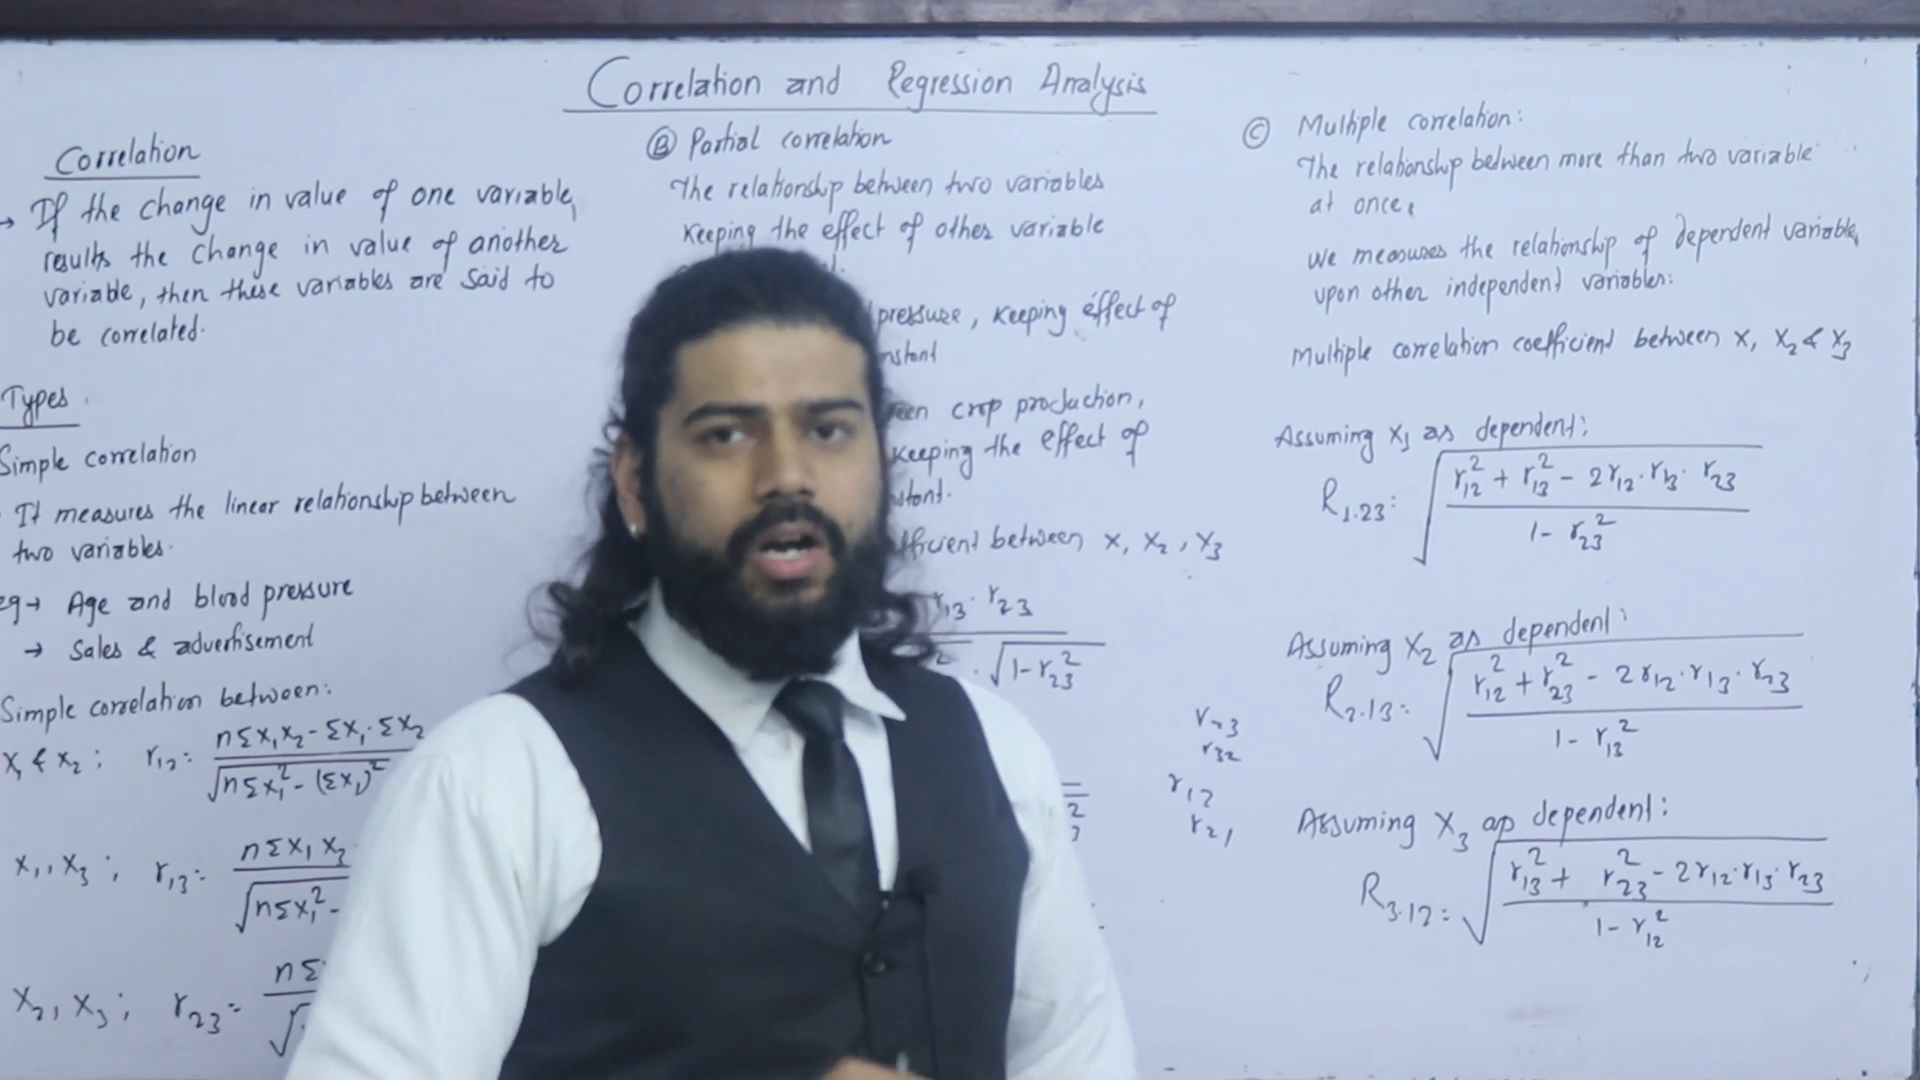 Correlation and Regression Analysis
Correlation
→ If the change in value of one variable,
results the change in value of another
variable, then these variables are said to
be correlated.
Types.
Simple correlation
It measures the linear relationship between
two variables.
eg → Age and blood pressure
→ Sales & advertisement
Simple correlation between:
X₁ & X₂ ; r₁₂ = nΣX₁X₂ - ΣX₁·ΣX₂
√nΣX₁² - (ΣX₁)²
X₁, X₃ ; r₁₃ = nΣX₁X₃
√nΣX₁² -
X₂, X₃ ; r₂₃ = nΣ
√
Ⓑ Partial correlation
The relationship between two variables
keeping the effect of other variable
pressure, keeping effect of
crop production,
keeping the effect of
between X₁ X₂, X₃
r₁₃·r₂₃
² · √1-r₂₃²
r₂₃
r₃₂
r₁₂
r₂₁
Ⓒ Multiple correlation:
The relationship between more than two variable
at once.
We measures the relationship of dependent variable,
upon other independent variables:
Multiple correlation coefficient between X₁ X₂ & X₃
Assuming X₁ as dependent:
R₁.₂₃ = √(r₁₂² + r₁₃² - 2r₁₂·r₁₃·r₂₃
1 - r₂₃²
Assuming X₂ as dependent:
R₂.₁₃ = √(r₁₂² + r₂₃² - 2r₁₂·r₁₃·r₂₃
1 - r₁₃²
Assuming X₃ as dependent:
R₃.₁₂ = √(r₁₃² + r₂₃² - 2r₁₂·r₁₃·r₂₃
1 - r₁₂²